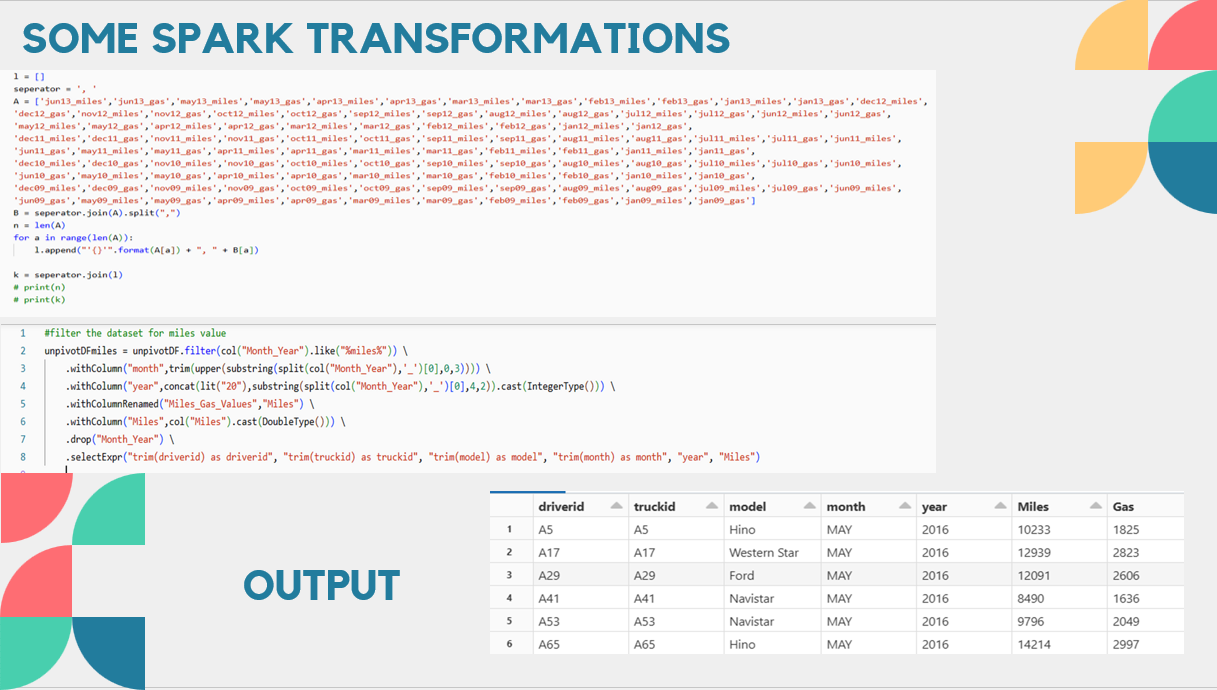 SOME SPARK TRANSFORMATIONS
l = []
seperator = ', '
A = ['jun13_miles','jun13_gas','may13_miles','may13_gas','apr13_miles','apr13_gas','mar13_miles','mar13_gas','feb13_miles','feb13_gas','jan13_miles','jan13_gas','dec12_miles',
'dec12_gas','nov12_miles','nov12_gas','oct12_miles','oct12_gas','sep12_miles','sep12_gas','aug12_miles','aug12_gas','jul12_miles','jul12_gas','jun12_miles','jun12_gas',
'may12_miles','may12_gas','apr12_miles','apr12_gas','mar12_miles','mar12_gas','feb12_miles','feb12_gas','jan12_miles','jan12_gas',
'dec11_miles','dec11_gas','nov11_miles','nov11_gas','oct11_miles','oct11_gas','sep11_miles','sep11_gas','aug11_miles','aug11_gas','jul11_miles','jul11_gas','jun11_miles',
'jun11_gas','may11_miles','may11_gas','apr11_miles','apr11_gas','mar11_miles','mar11_gas','feb11_miles','feb11_gas','jan11_miles','jan11_gas',
'dec10_miles','dec10_gas','nov10_miles','nov10_gas','oct10_miles','oct10_gas','sep10_miles','sep10_gas','aug10_miles','aug10_gas','jul10_miles','jul10_gas','jun10_miles',
'jun10_gas','may10_miles','may10_gas','apr10_miles','apr10_gas','mar10_miles','mar10_gas','feb10_miles','feb10_gas','jan10_miles','jan10_gas',
'dec09_miles','dec09_gas','nov09_miles','nov09_gas','oct09_miles','oct09_gas','sep09_miles','sep09_gas','aug09_miles','aug09_gas','jul09_miles','jul09_gas','jun09_miles',
'jun09_gas','may09_miles','may09_gas','apr09_miles','apr09_gas','mar09_miles','mar09_gas','feb09_miles','feb09_gas','jan09_miles','jan09_gas']
B = seperator.join(A).split(",")
n = len(A)
for a in range(len(A)):
l.append("'{}'".format(A[a]) + ", " + B[a])
k = seperator.join(l)
# print(n)
# print(k)
1 #filter the dataset for miles value
2 unpivotDFmiles = unpivotDF.filter(col("Month_Year").like("%miles%")) \
3 .withColumn("month",trim(upper(substring(split(col("Month_Year"),'_')[0],0,3)))) \
4 .withColumn("year",concat(lit("20"),substring(split(col("Month_Year"),'_')[0],4,2)).cast(IntegerType())) \
5 .withColumnRenamed("Miles_Gas_Values","Miles") \
6 .withColumn("Miles",col("Miles").cast(DoubleType())) \
7 .drop("Month_Year") \
8 .selectExpr("trim(driverid) as driverid", "trim(truckid) as truckid", "trim(model) as model", "trim(month) as month", "year", "Miles")
OUTPUT
driverid truckid model month year Miles Gas
1 A5 A5 Hino MAY 2016 10233 1825
2 A17 A17 Western Star MAY 2016 12939 2823
3 A29 A29 Ford MAY 2016 12091 2606
4 A41 A41 Navistar MAY 2016 8490 1636
5 A53 A53 Navistar MAY 2016 9796 2049
6 A65 A65 Hino MAY 2016 14214 2997